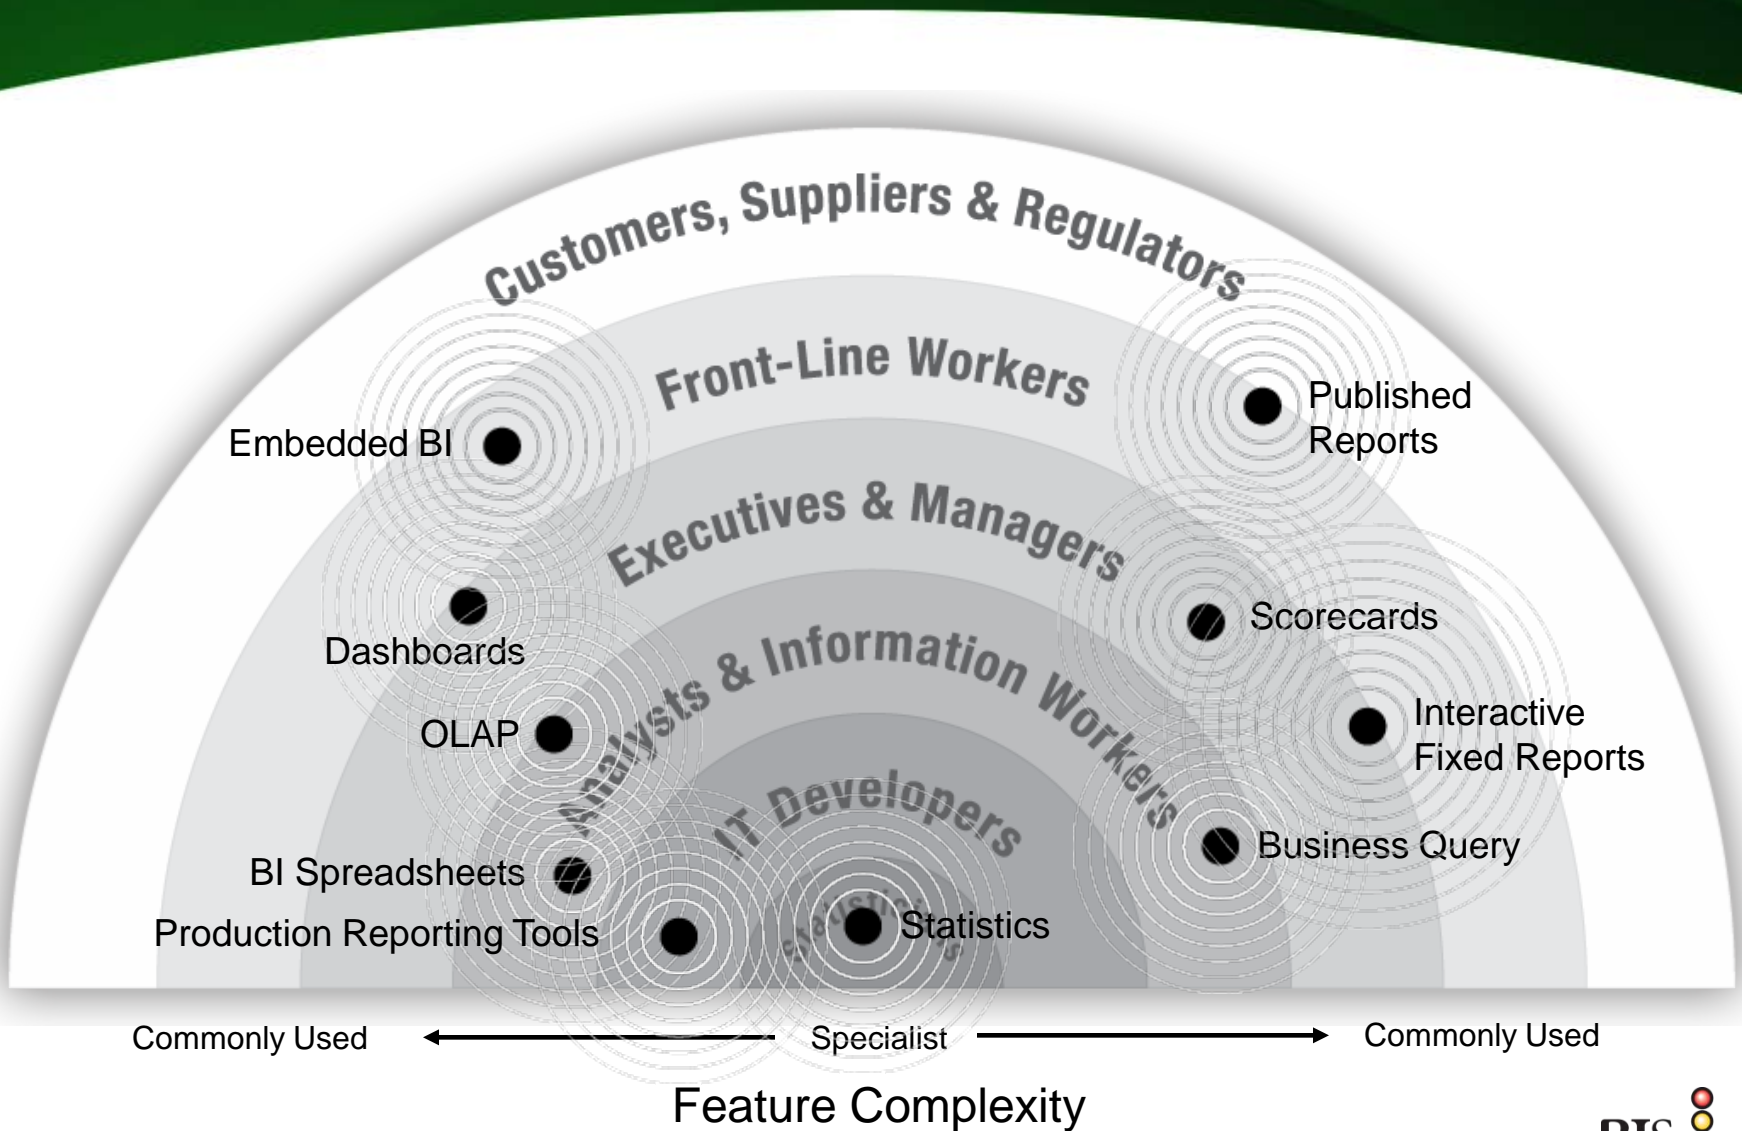 Customers, Suppliers & Regulators
Front-Line Workers
Executives & Managers
Analysts & Information Workers
IT Developers
Statisticians
Embedded BI
Published
Reports
Dashboards
Scorecards
OLAP
Interactive
Fixed Reports
BI Spreadsheets
Business Query
Production Reporting Tools
Statistics
Commonly Used
Specialist
Commonly Used
Feature Complexity
BIS